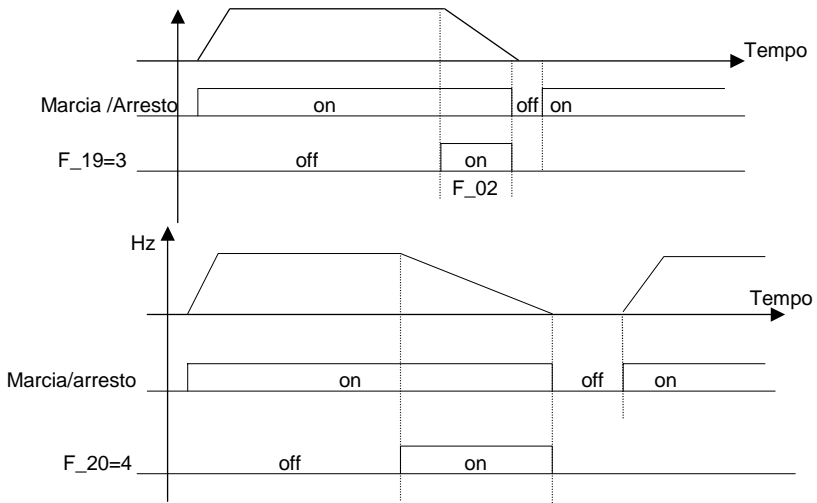 Tempo
Marcia /Arresto on off on
F_19=3 off on
F_02
Hz
Tempo
Marcia/arresto on off on
F_20=4 off on